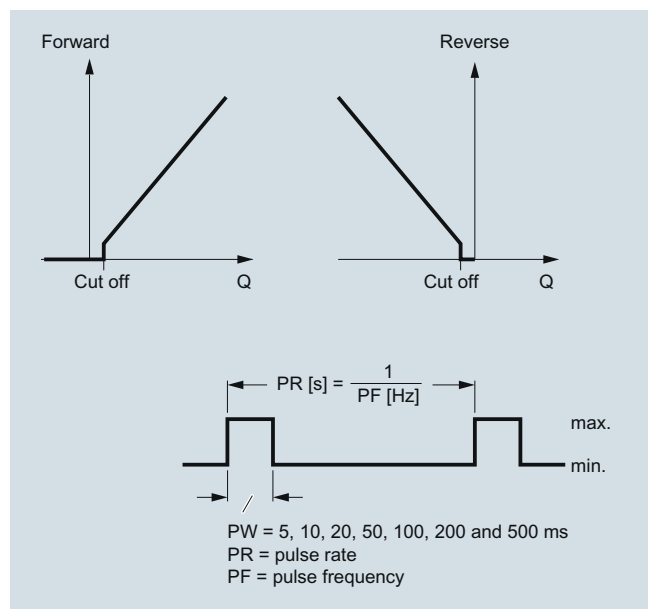 Forward
Reverse
Cut off
Q
Cut off
Q
PR [s] = 1 / PF [Hz]
max.
min.
PW = 5, 10, 20, 50, 100, 200 and 500 ms
PR = pulse rate
PF = pulse frequency